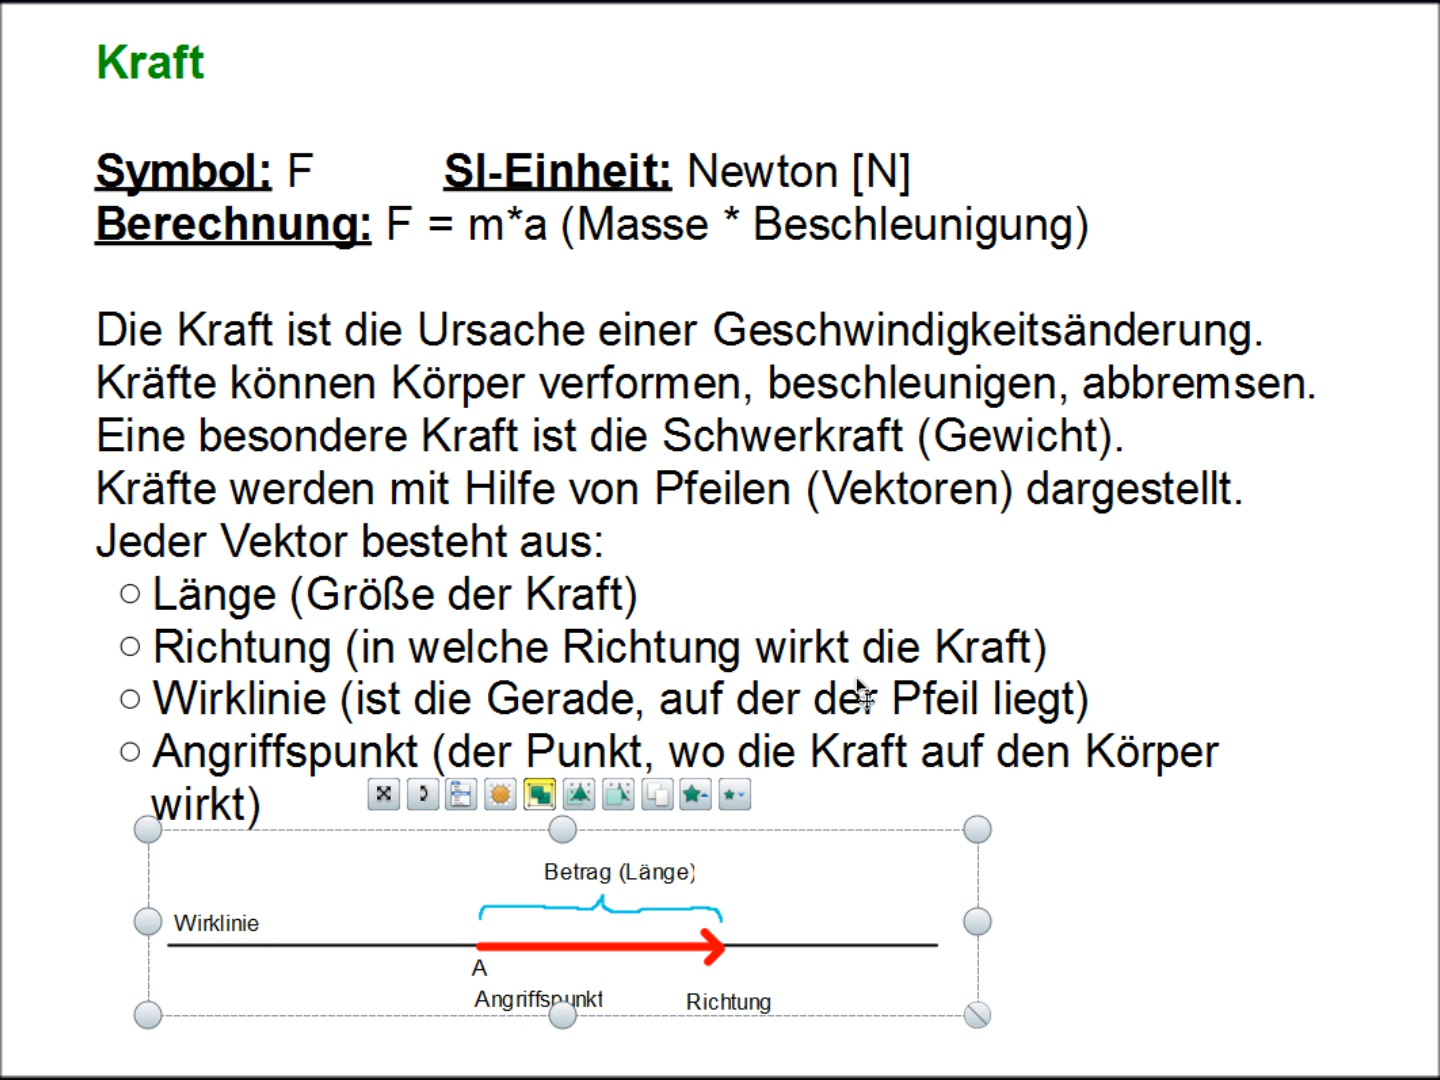 Kraft
Symbol: F SI-Einheit: Newton [N]
Berechnung: F = m*a (Masse * Beschleunigung)
Die Kraft ist die Ursache einer Geschwindigkeitsänderung.
Kräfte können Körper verformen, beschleunigen, abbremsen.
Eine besondere Kraft ist die Schwerkraft (Gewicht).
Kräfte werden mit Hilfe von Pfeilen (Vektoren) dargestellt.
Jeder Vektor besteht aus:
○ Länge (Größe der Kraft)
○ Richtung (in welche Richtung wirkt die Kraft)
○ Wirklinie (ist die Gerade, auf der der Pfeil liegt)
○ Angriffspunkt (der Punkt, wo die Kraft auf den Körper
wirkt)
Betrag (Länge)
Wirklinie
A
Angriffspunkt Richtung